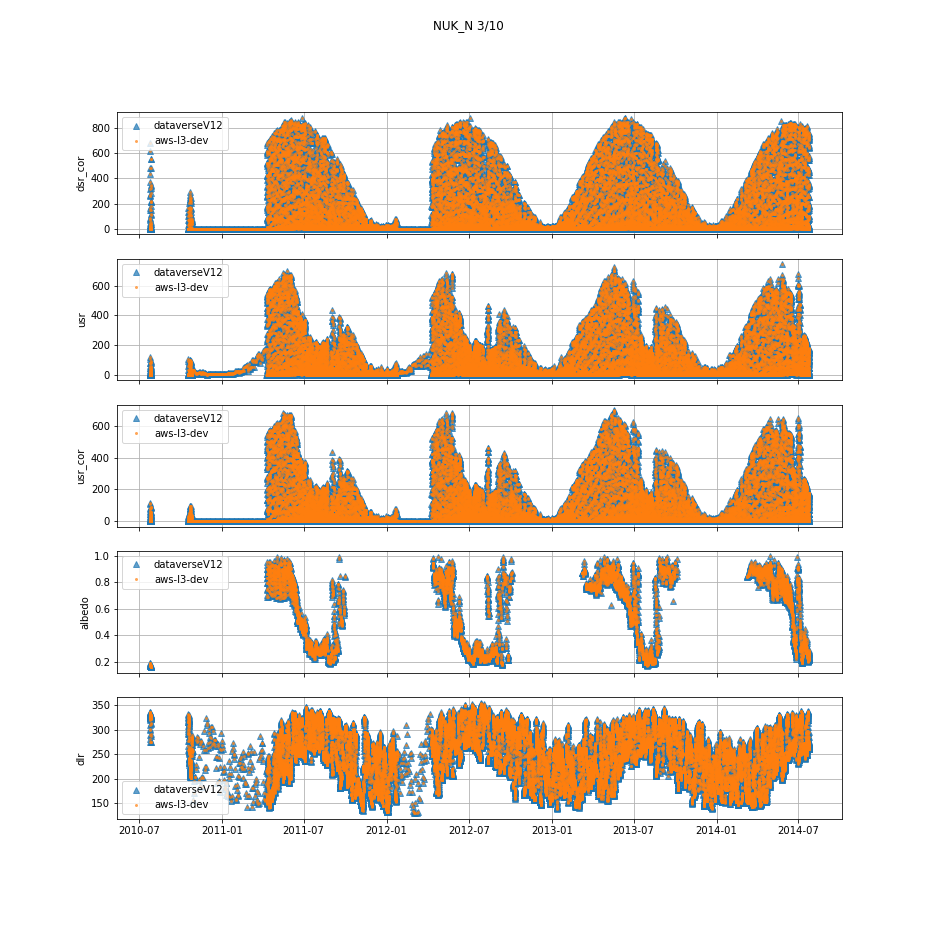 NUK_N 3/10
dataverseV12
aws-l3-dev
dsr_cor
800
600
400
200
0
dataverseV12
aws-l3-dev
usr
600
400
200
0
dataverseV12
aws-l3-dev
usr_cor
600
400
200
0
dataverseV12
aws-l3-dev
albedo
1.0
0.8
0.6
0.4
0.2
dataverseV12
aws-l3-dev
dlr
350
300
250
200
150
2010-07 2011-01 2011-07 2012-01 2012-07 2013-01 2013-07 2014-01 2014-07